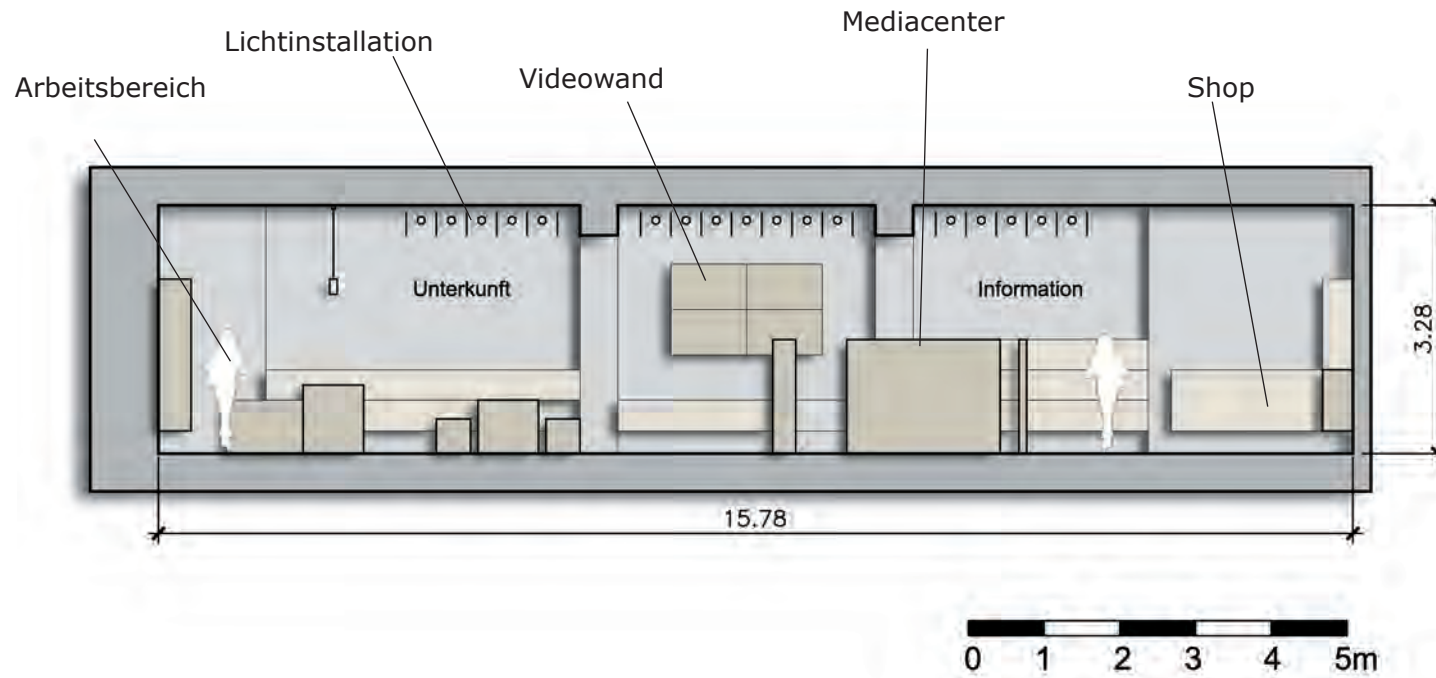 Mediacenter
Lichtinstallation
Videowand
Arbeitsbereich
Shop
Unterkunft
Information
3.28
15.78
0 1 2 3 4 5m